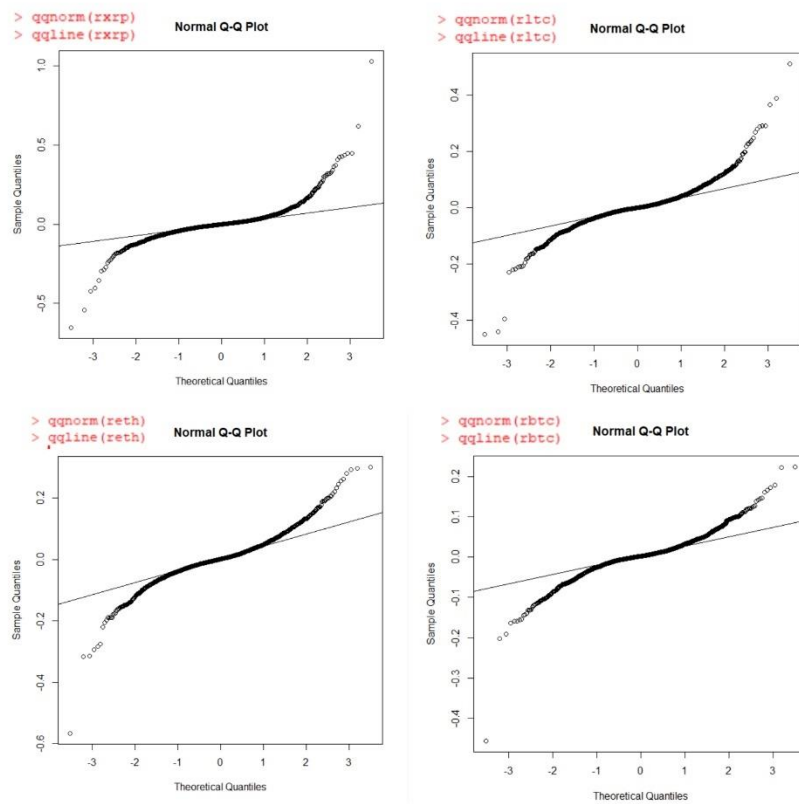 > qqnorm(rxrp)
> qqline(rxrp)
Normal Q-Q Plot
Sample Quantiles
1.0
0.5
0.0
-0.5
-3 -2 -1 0 1 2 3
Theoretical Quantiles
> qqnorm(rltc)
> qqline(rltc)
Normal Q-Q Plot
Sample Quantiles
0.4
0.2
0.0
-0.2
-0.4
-3 -2 -1 0 1 2 3
Theoretical Quantiles
> qqnorm(reth)
> qqline(reth)
Normal Q-Q Plot
Sample Quantiles
0.2
0.0
-0.2
-0.4
-0.6
-3 -2 -1 0 1 2 3
Theoretical Quantiles
> qqnorm(rbtc)
> qqline(rbtc)
Normal Q-Q Plot
Sample Quantiles
0.2
0.1
0.0
-0.1
-0.2
-0.3
-0.4
-3 -2 -1 0 1 2 3
Theoretical Quantiles